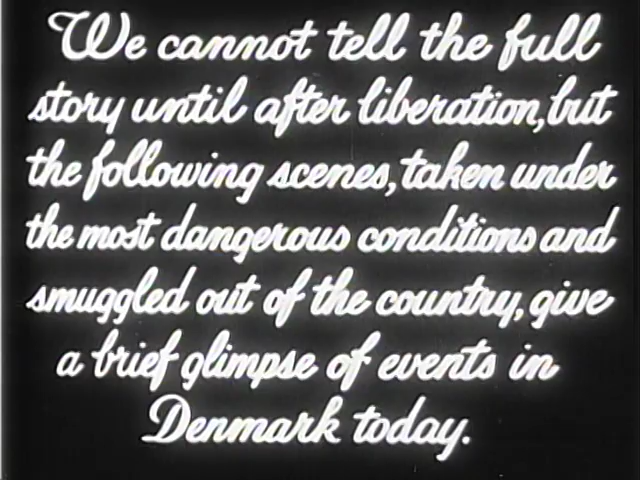 We cannot tell the full
story until after liberation, but
the following scenes, taken under
the most dangerous conditions and
smuggled out of the country, give
a brief glimpse of events in
Denmark today.